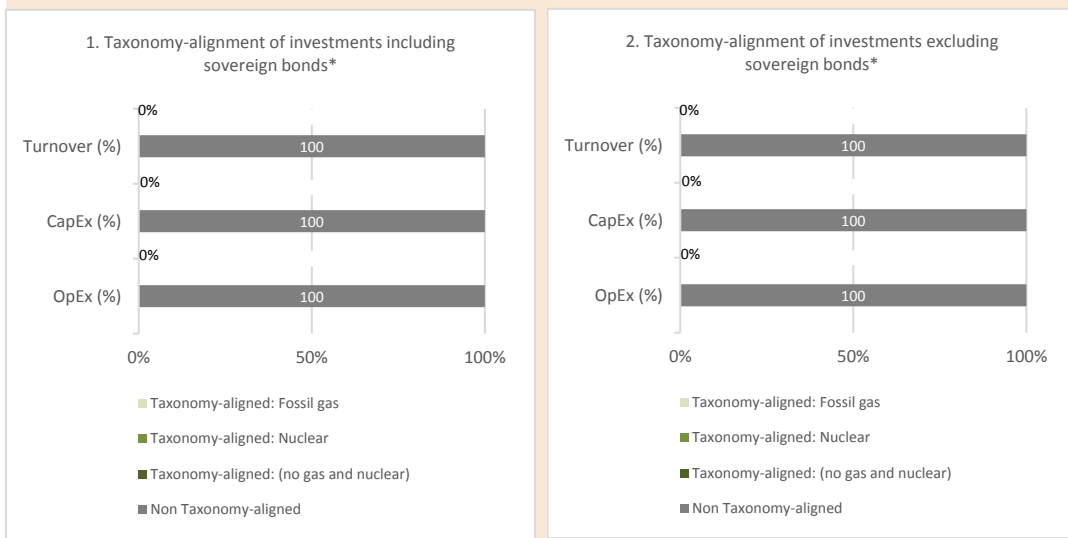 1. Taxonomy-alignment of investments including
sovereign bonds*
0%
Turnover (%)
100
0%
CapEx (%)
100
0%
OpEx (%)
100
0%
50%
100%
Taxonomy-aligned: Fossil gas
Taxonomy-aligned: Nuclear
Taxonomy-aligned: (no gas and nuclear)
Non Taxonomy-aligned
2. Taxonomy-alignment of investments excluding
sovereign bonds*
0%
Turnover (%)
100
0%
CapEx (%)
100
0%
OpEx (%)
100
0%
50%
100%
Taxonomy-aligned: Fossil gas
Taxonomy-aligned: Nuclear
Taxonomy-aligned: (no gas and nuclear)
Non Taxonomy-aligned